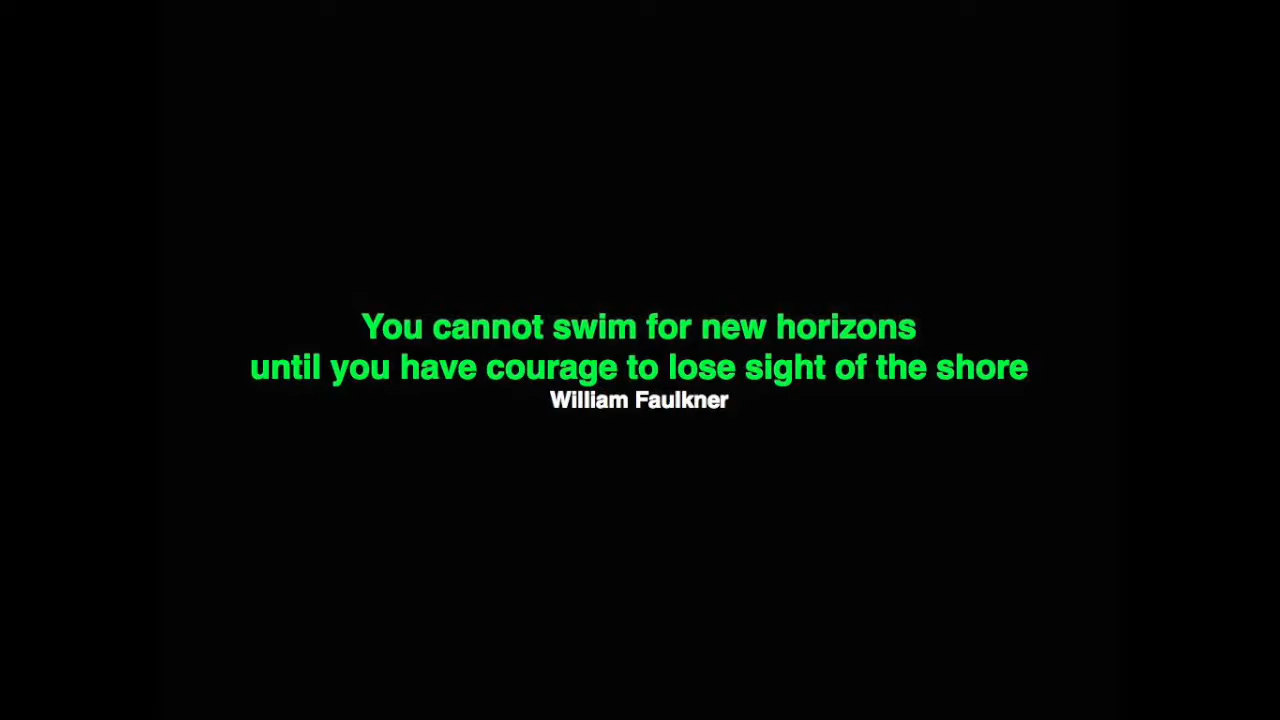 You cannot swim for new horizons
until you have courage to lose sight of the shore
William Faulkner